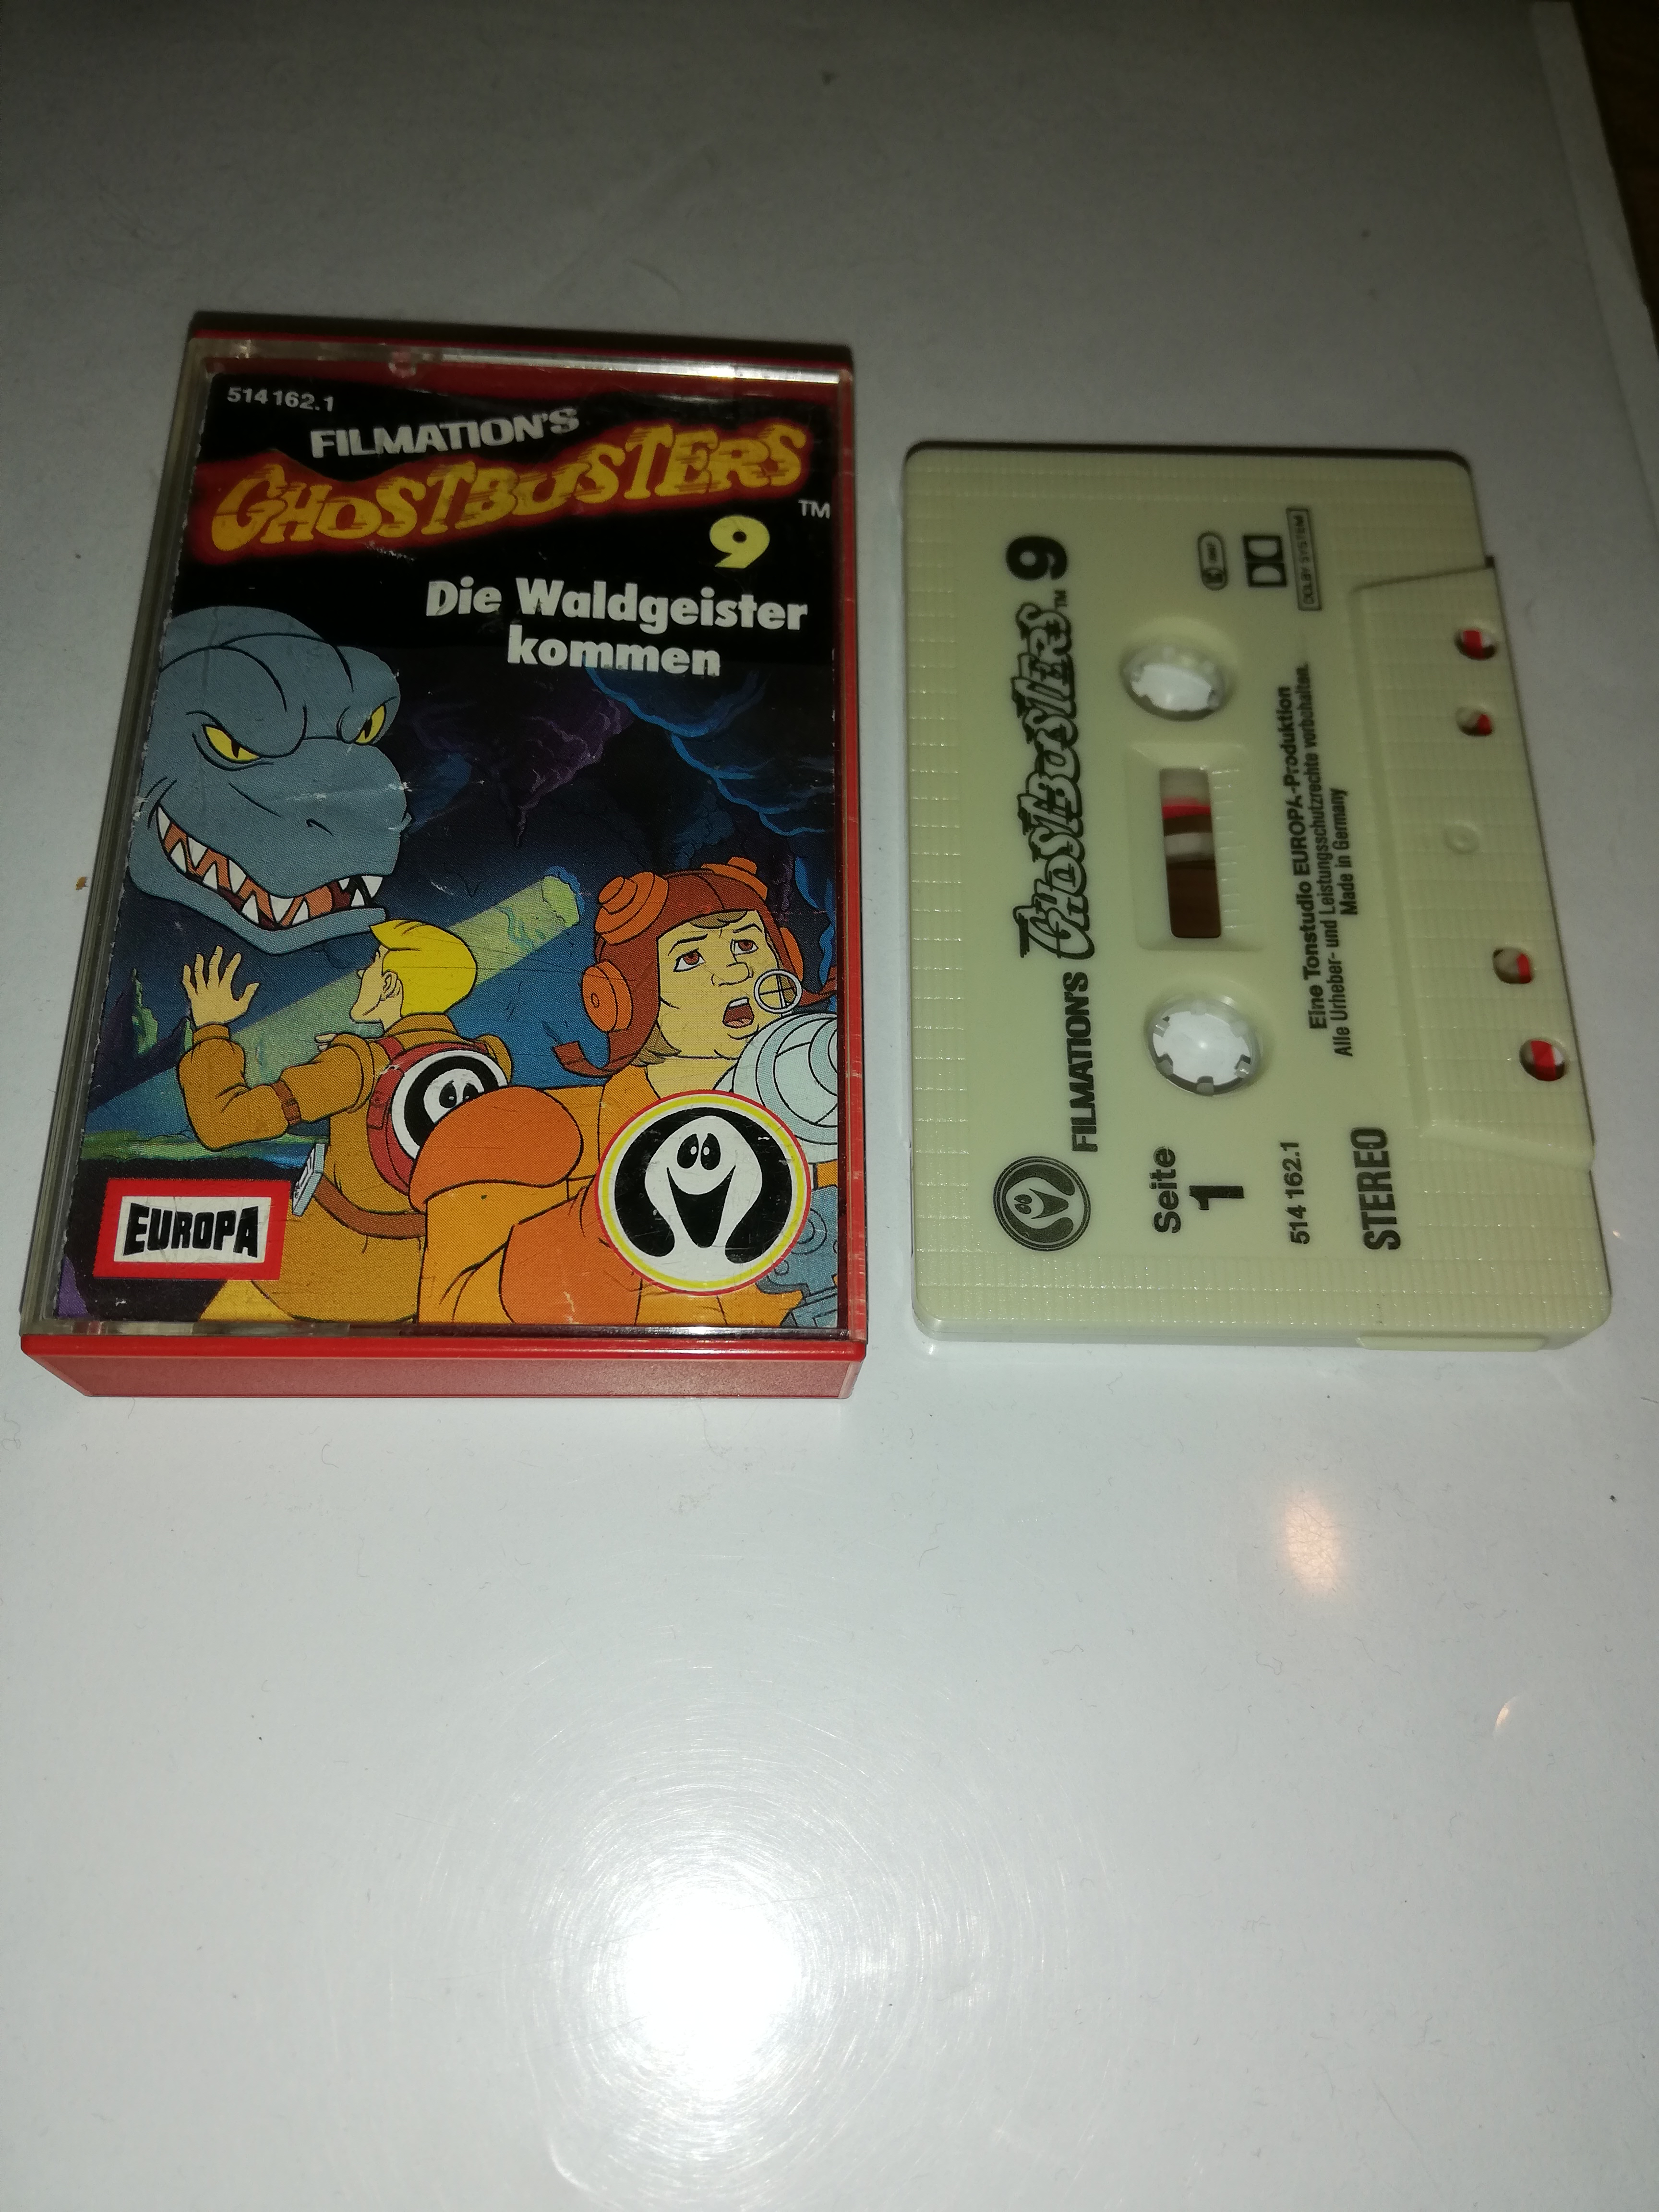 514 162.1
FILMATION'S
GHOSTBUSTERS
TM
9
Die Waldgeister
kommen
EUROPA
FILMATION'S GHOSTBUSTERS TM 9
Seite
1
514 162.1
STEREO
Eine Tonstudio EUROPA-Produktion
Alle Urheber- und Leistungsschutzrechte vorbehalten.
Made in Germany
DOLBY SYSTEM